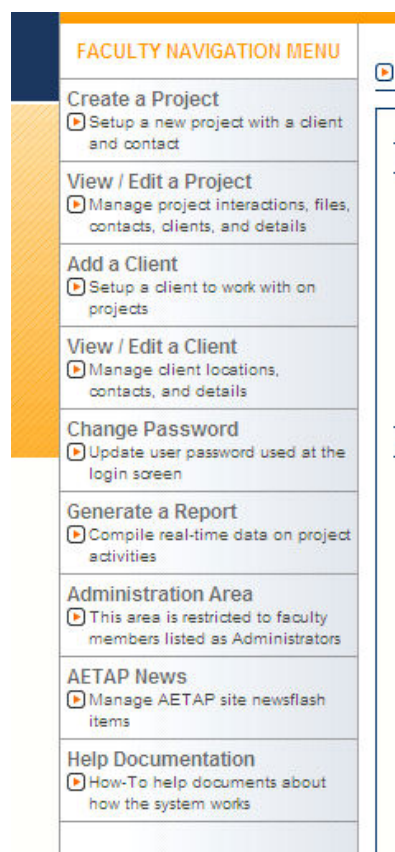 FACULTY NAVIGATION MENU
Create a Project
Setup a new project with a client
and contact
View / Edit a Project
Manage project interactions, files,
contacts, clients, and details
Add a Client
Setup a client to work with on
projects
View / Edit a Client
Manage client locations,
contacts, and details
Change Password
Update user password used at the
login screen
Generate a Report
Compile real-time data on project
activities
Administration Area
This area is restricted to faculty
members listed as Administrators
AETAP News
Manage AETAP site newsflash
items
Help Documentation
How-To help documents about
how the system works